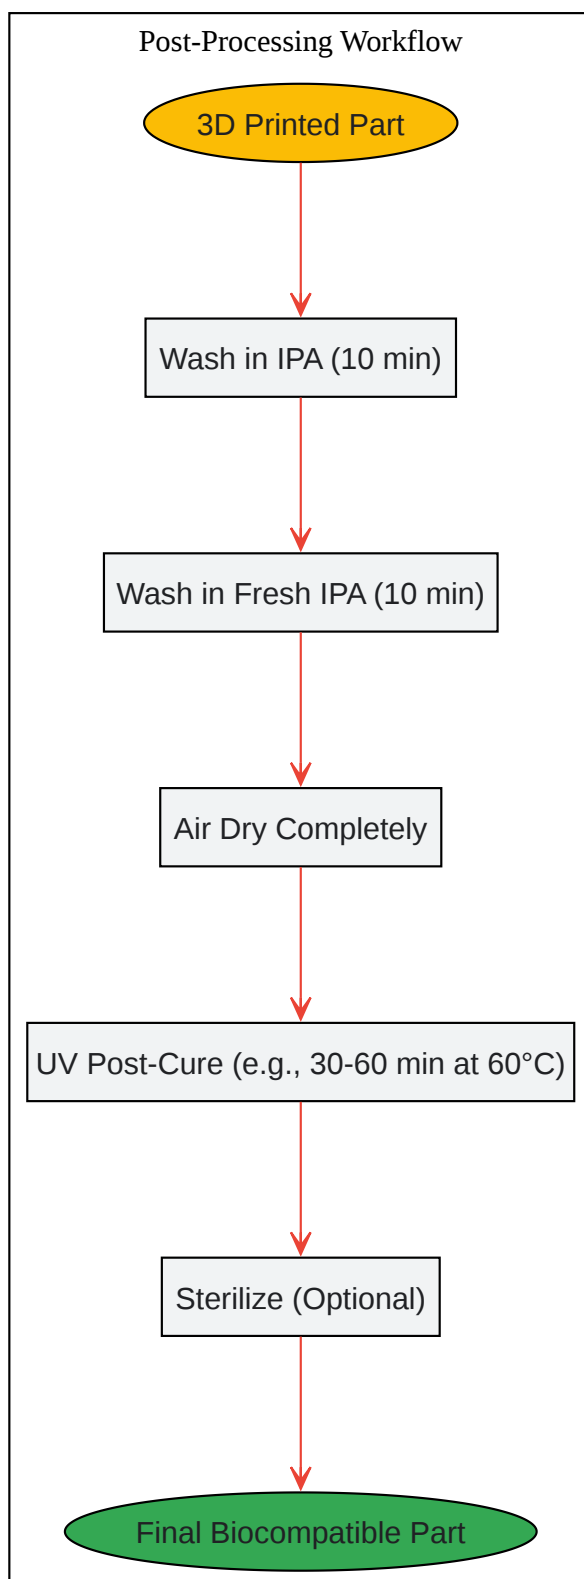 Post-Processing Workflow
3D Printed Part
Wash in IPA (10 min)
Wash in Fresh IPA (10 min)
Air Dry Completely
UV Post-Cure (e.g., 30-60 min at 60°C)
Sterilize (Optional)
Final Biocompatible Part